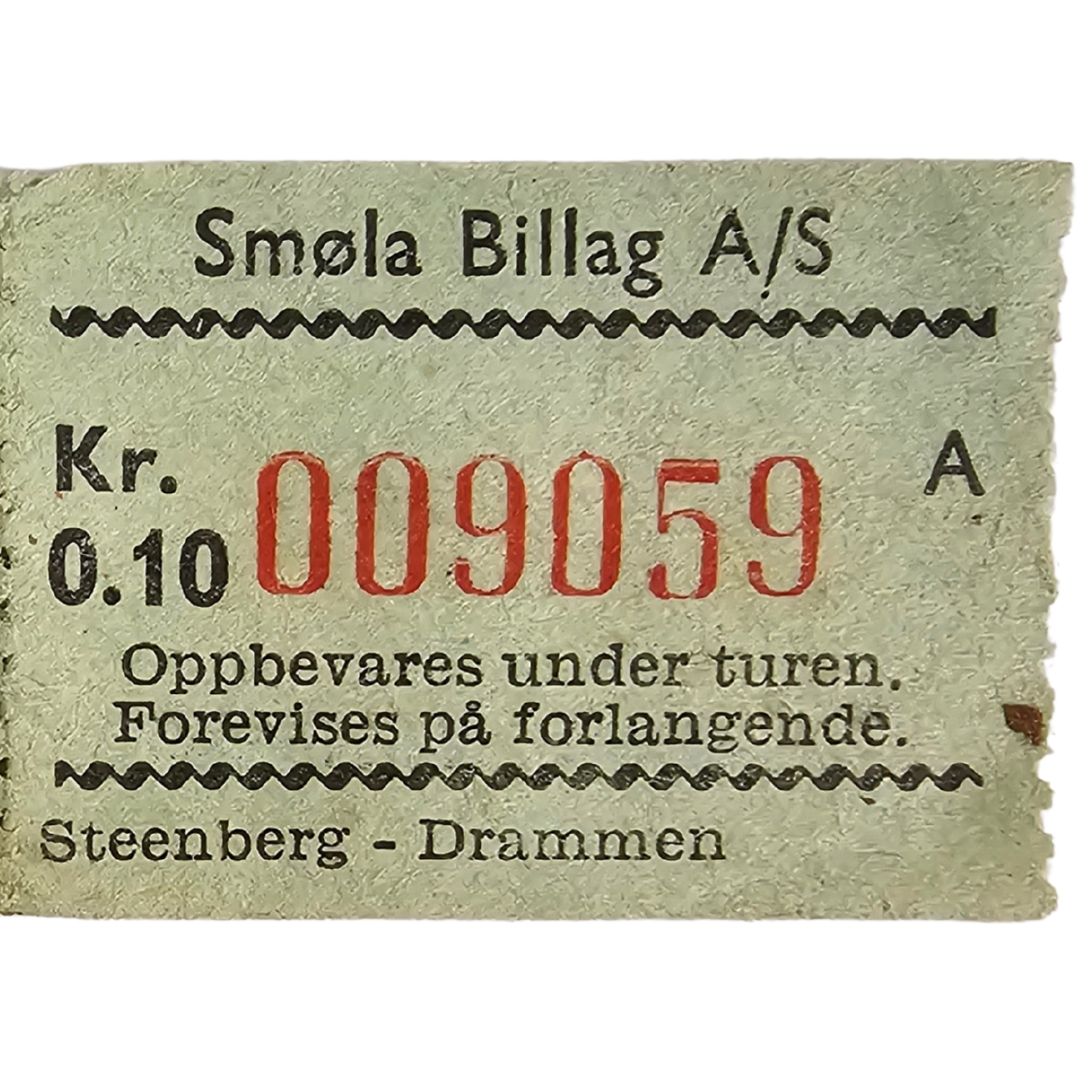 Smøla Billag A/S
Kr.
0.10
009059
A
Oppbevares under turen.
Forevises på forlangende.
Steenberg - Drammen